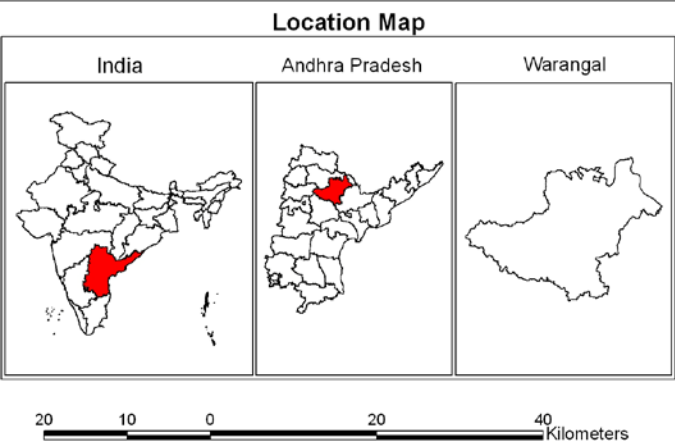 Location Map
India
Andhra Pradesh
Warangal
20 10 0 20 40 Kilometers